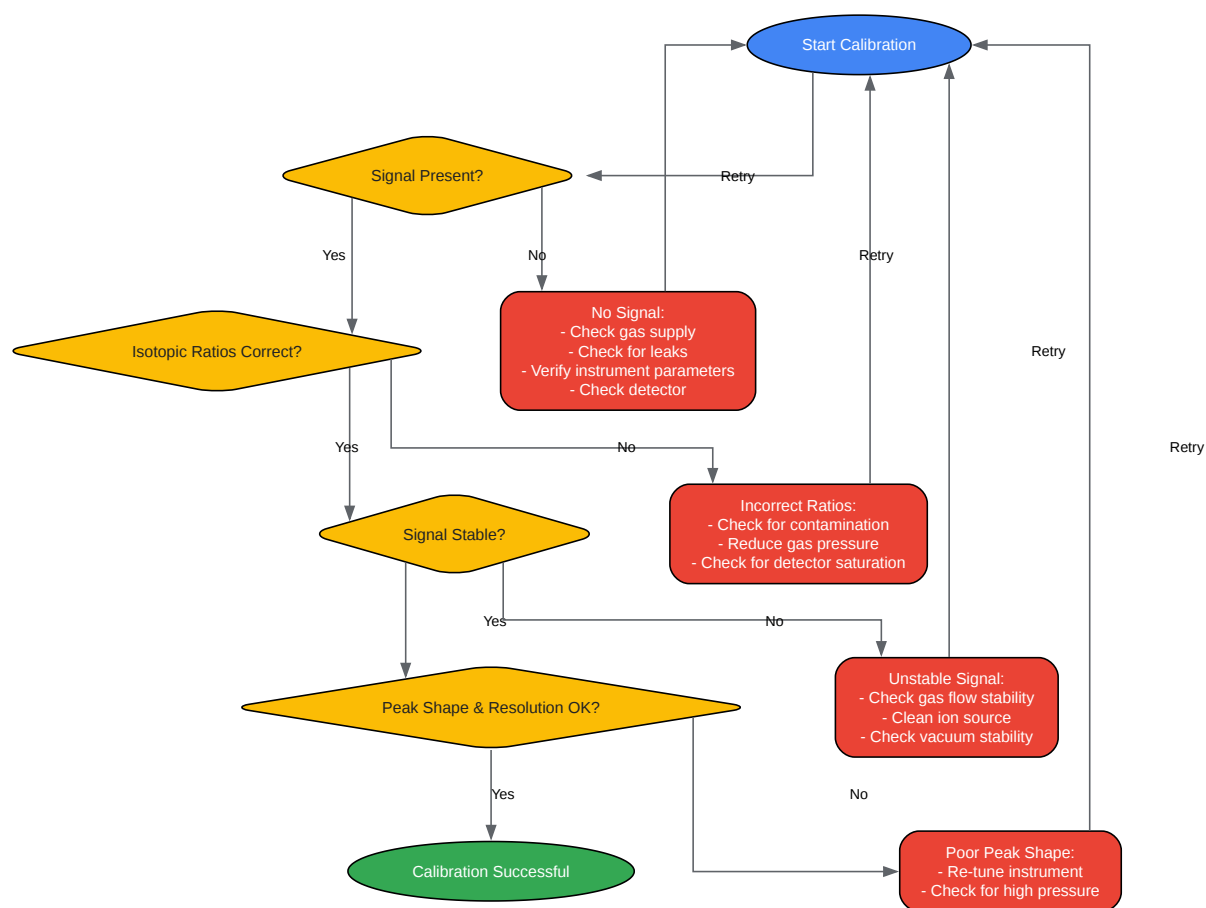 Start Calibration
Signal Present?
Retry
Yes
No
Retry
No Signal:
- Check gas supply
- Check for leaks
- Verify instrument parameters
- Check detector
Isotopic Ratios Correct?
Retry
Yes
No
Retry
Incorrect Ratios:
- Check for contamination
- Reduce gas pressure
- Check for detector saturation
Signal Stable?
Yes
No
Unstable Signal:
- Check gas flow stability
- Clean ion source
- Check vacuum stability
Peak Shape & Resolution OK?
Yes
No
Poor Peak Shape:
- Re-tune instrument
- Check for high pressure
Calibration Successful